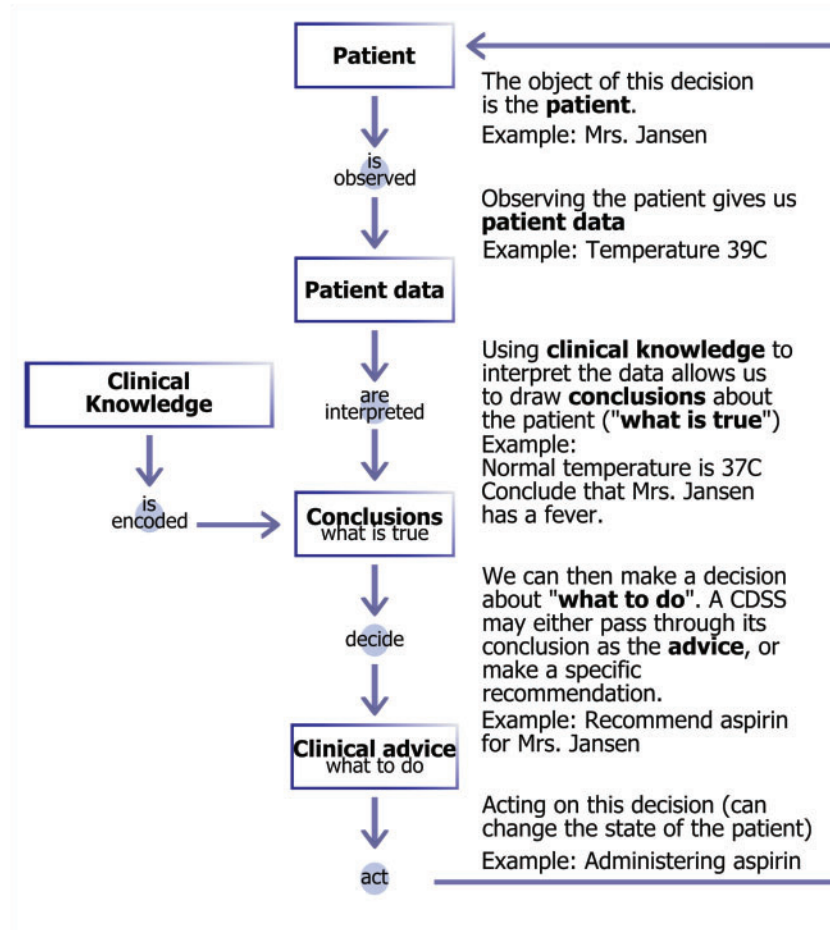 Patient
The object of this decision
is the patient.
Example: Mrs. Jansen
is
observed
Observing the patient gives us
patient data
Example: Temperature 39C
Patient data
Using clinical knowledge to
interpret the data allows us
to draw conclusions about
the patient ("what is true")
Example:
Normal temperature is 37C
Conclude that Mrs. Jansen
has a fever.
Clinical
Knowledge
are
interpreted
is
encoded
Conclusions
what is true
We can then make a decision
about "what to do". A CDSS
may either pass through its
conclusion as the advice, or
make a specific
recommendation.
Example: Recommend aspirin
for Mrs. Jansen
decide
Clinical advice
what to do
Acting on this decision (can
change the state of the patient)
Example: Administering aspirin
act